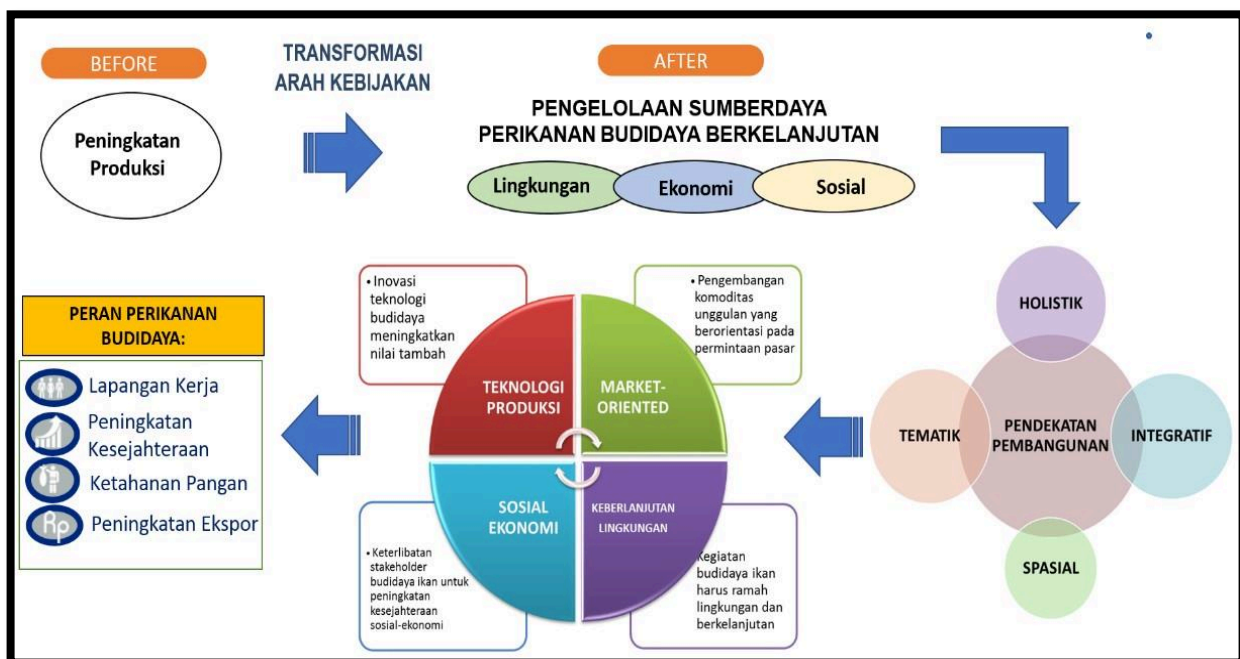 BEFORE
Peningkatan
Produksi
TRANSFORMASI
ARAH KEBIJAKAN
AFTER
PENGELOLAAN SUMBERDAYA
PERIKANAN BUDIDAYA BERKELANJUTAN
Lingkungan
Ekonomi
Sosial
HOLISTIK
TEMATIK
PENDEKATAN
PEMBANGUNAN
INTEGRATIF
SPASIAL
• Inovasi
teknologi
budidaya
meningkatkan
nilai tambah
• Pengembangan
komoditas
unggulan yang
berorientasi pada
permintaan pasar
TEKNOLOGI
PRODUKSI
MARKET-
ORIENTED
SOSIAL
EKONOMI
KEBERLANJUTAN
LINGKUNGAN
• Keterlibatan
stakeholder
budidaya ikan untuk
peningkatan
kesejahteraan
sosial-ekonomi
Kegiatan
budidaya ikan
harus ramah
lingkungan dan
berkelanjutan
PERAN PERIKANAN
BUDIDAYA:
Lapangan Kerja
Peningkatan
Kesejahteraan
Ketahanan Pangan
Rp
Peningkatan Ekspor